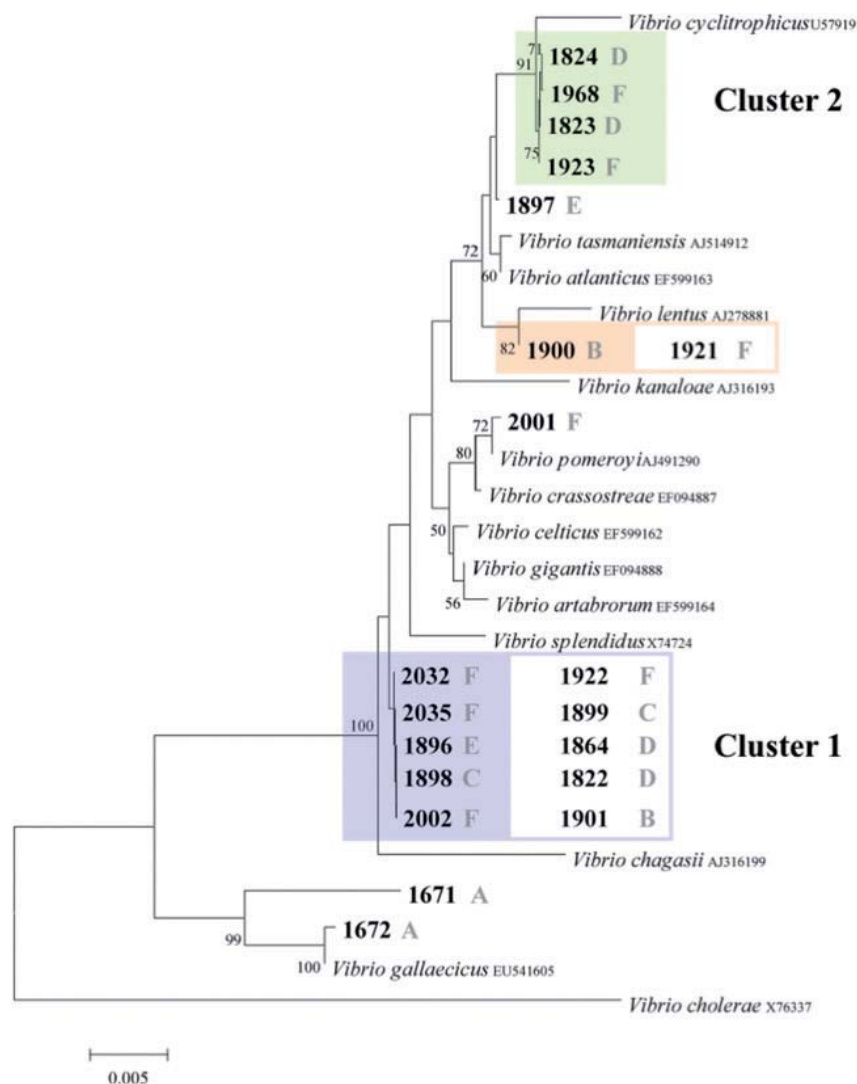 Vibrio cyclitrophicus U57919
71
1824 D
91
1968 F
Cluster 2
1823 D
75
1923 F
1897 E
Vibrio tasmaniensis AJ514912
72
60
Vibrio atlanticus EF599163
Vibrio lentus AJ278881
82
1900 B 1921 F
Vibrio kanaloae AJ316193
72
2001 F
80
Vibrio pomeroyi AJ491290
Vibrio crassostreae EF094887
50
Vibrio celticus EF599162
Vibrio gigantis EF094888
56
Vibrio artabrorum EF599164
Vibrio splendidus X74724
2032 F 1922 F
2035 F 1899 C
100
1896 E 1864 D
Cluster 1
1898 C 1822 D
2002 F 1901 B
Vibrio chagasii AJ316199
1671 A
1672 A
99
100
Vibrio gallaecicus EU541605
Vibrio cholerae X76337
0.005